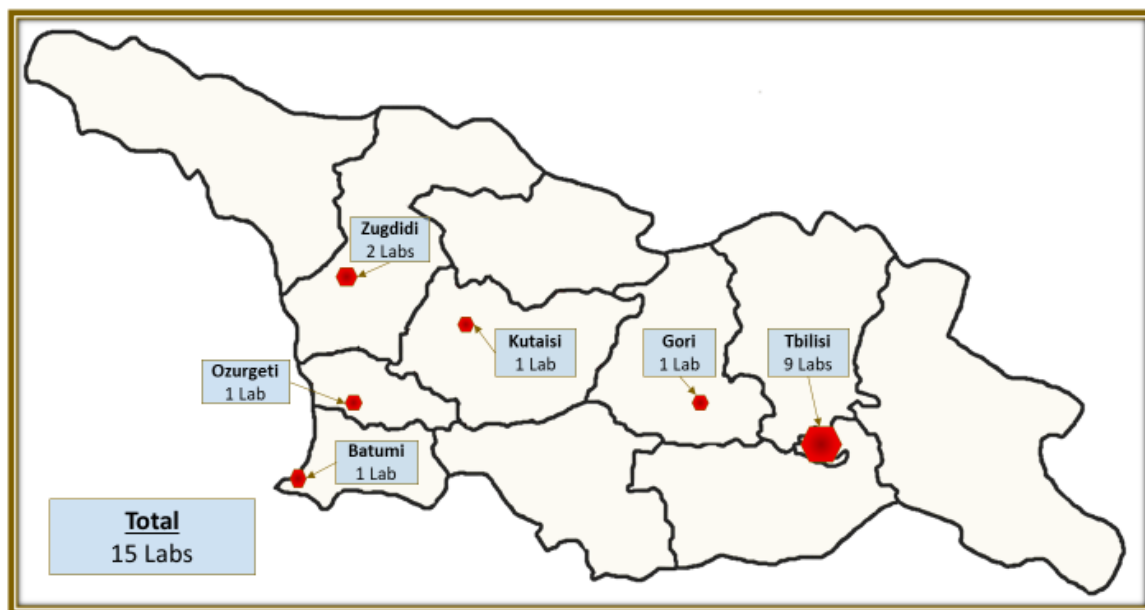 Zugdidi
2 Labs
Kutaisi
1 Lab
Gori
1 Lab
Tbilisi
9 Labs
Ozurgeti
1 Lab
Batumi
1 Lab
Total
15 Labs